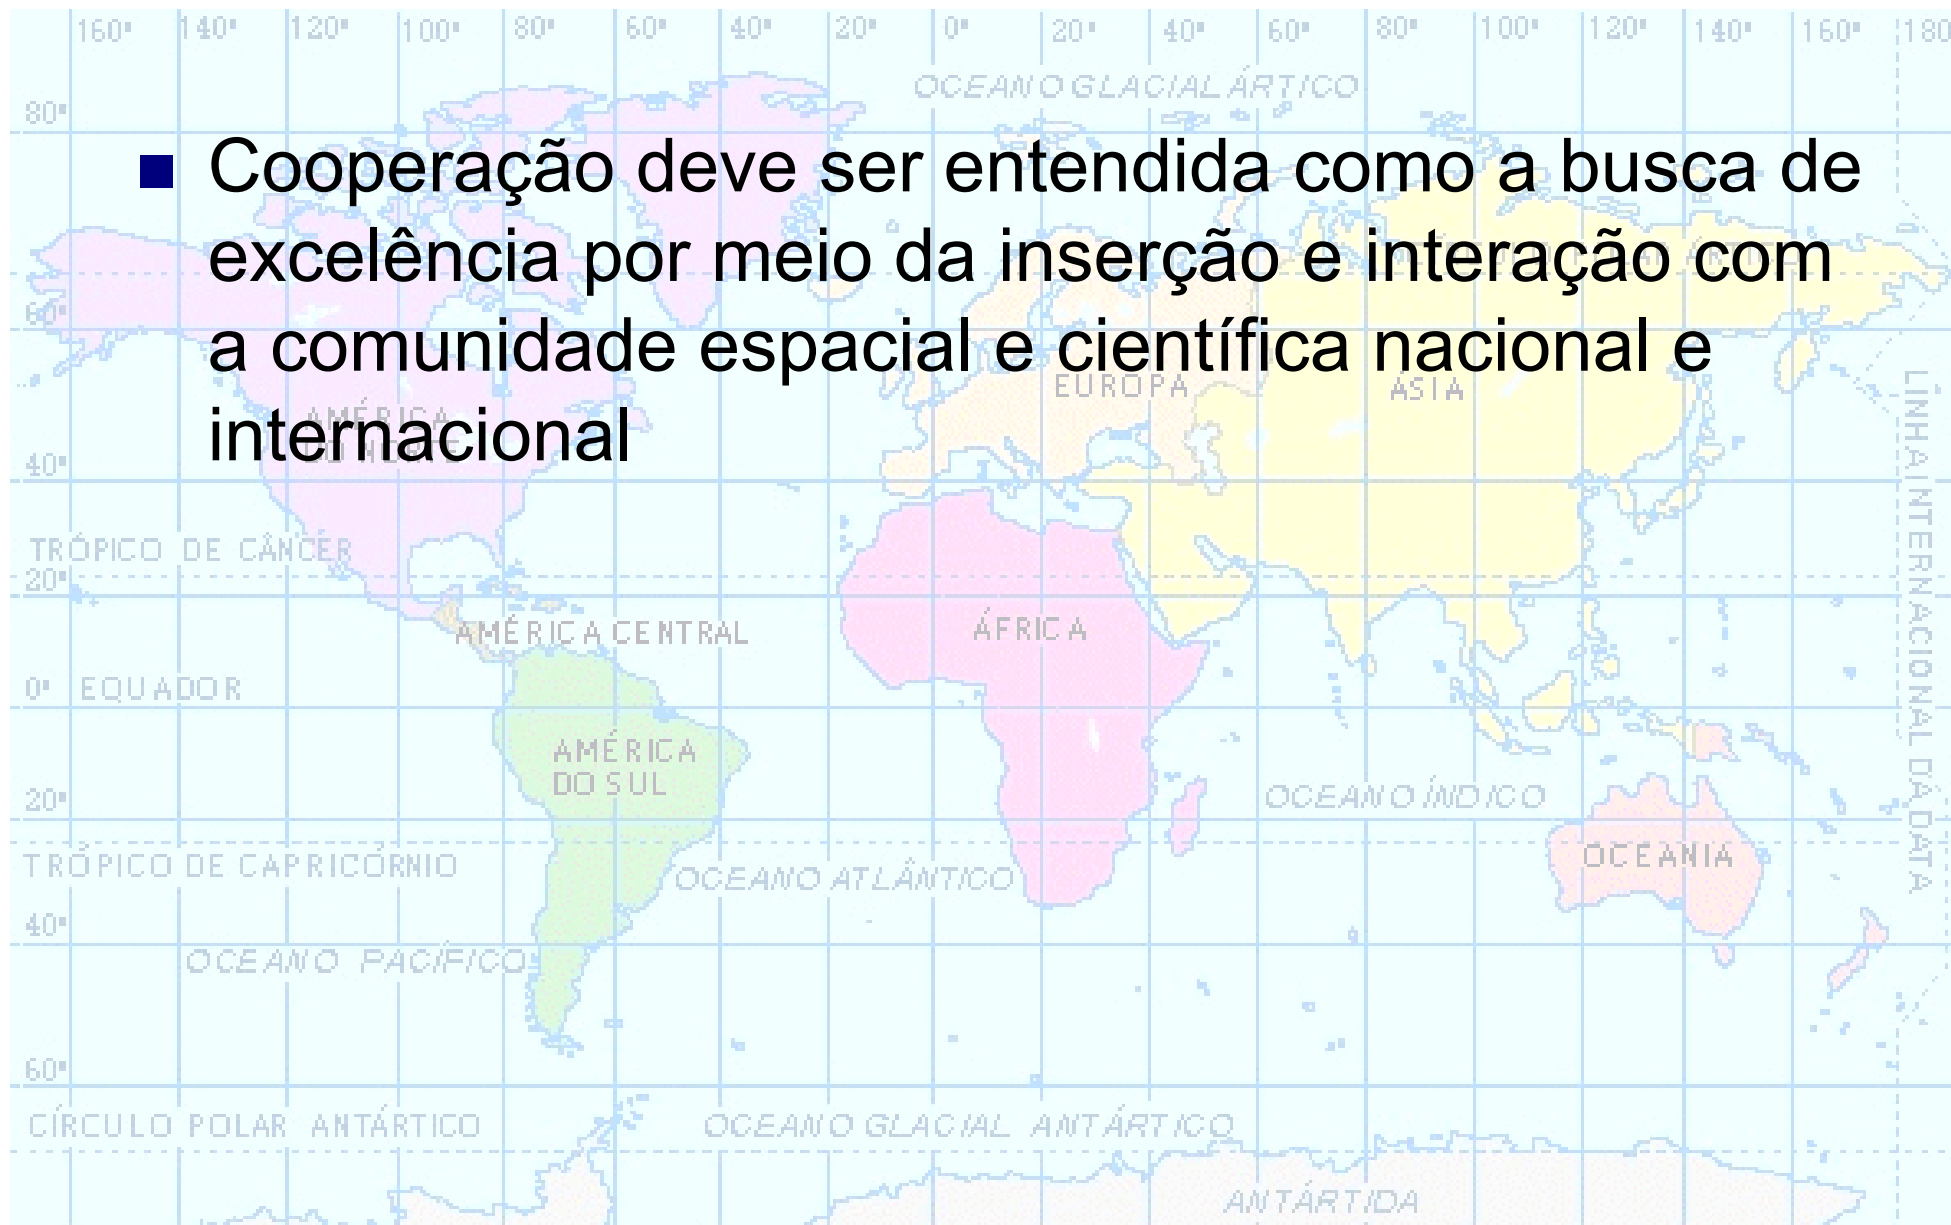 160° 140° 120° 100° 80° 60° 40° 20° 0° 20° 40° 60° 80° 100° 120° 140° 160° 180
OCEANO GLACIAL ÁRTICO
80°
■ Cooperação deve ser entendida como a busca de
excelência por meio da inserção e interação com
60°
a comunidade espacial e científica nacional e
EUROPA
ÁSIA
internacional
AMÉRICA
DO NORTE
40°
LINHA INTERNACIONAL DA DATA
TRÓPICO DE CÂNCER
20°
AMÉRICA CENTRAL
ÁFRICA
0° EQUADOR
AMÉRICA
DO SUL
20°
OCEANO ÍNDICO
TRÓPICO DE CAPRICÓRNIO
OCEANO ATLÂNTICO
OCEANIA
40°
OCEANO PACÍFICO
60°
CÍRCULO POLAR ANTÁRTICO
OCEANO GLACIAL ANTÁRTICO
ANTÁRTIDA